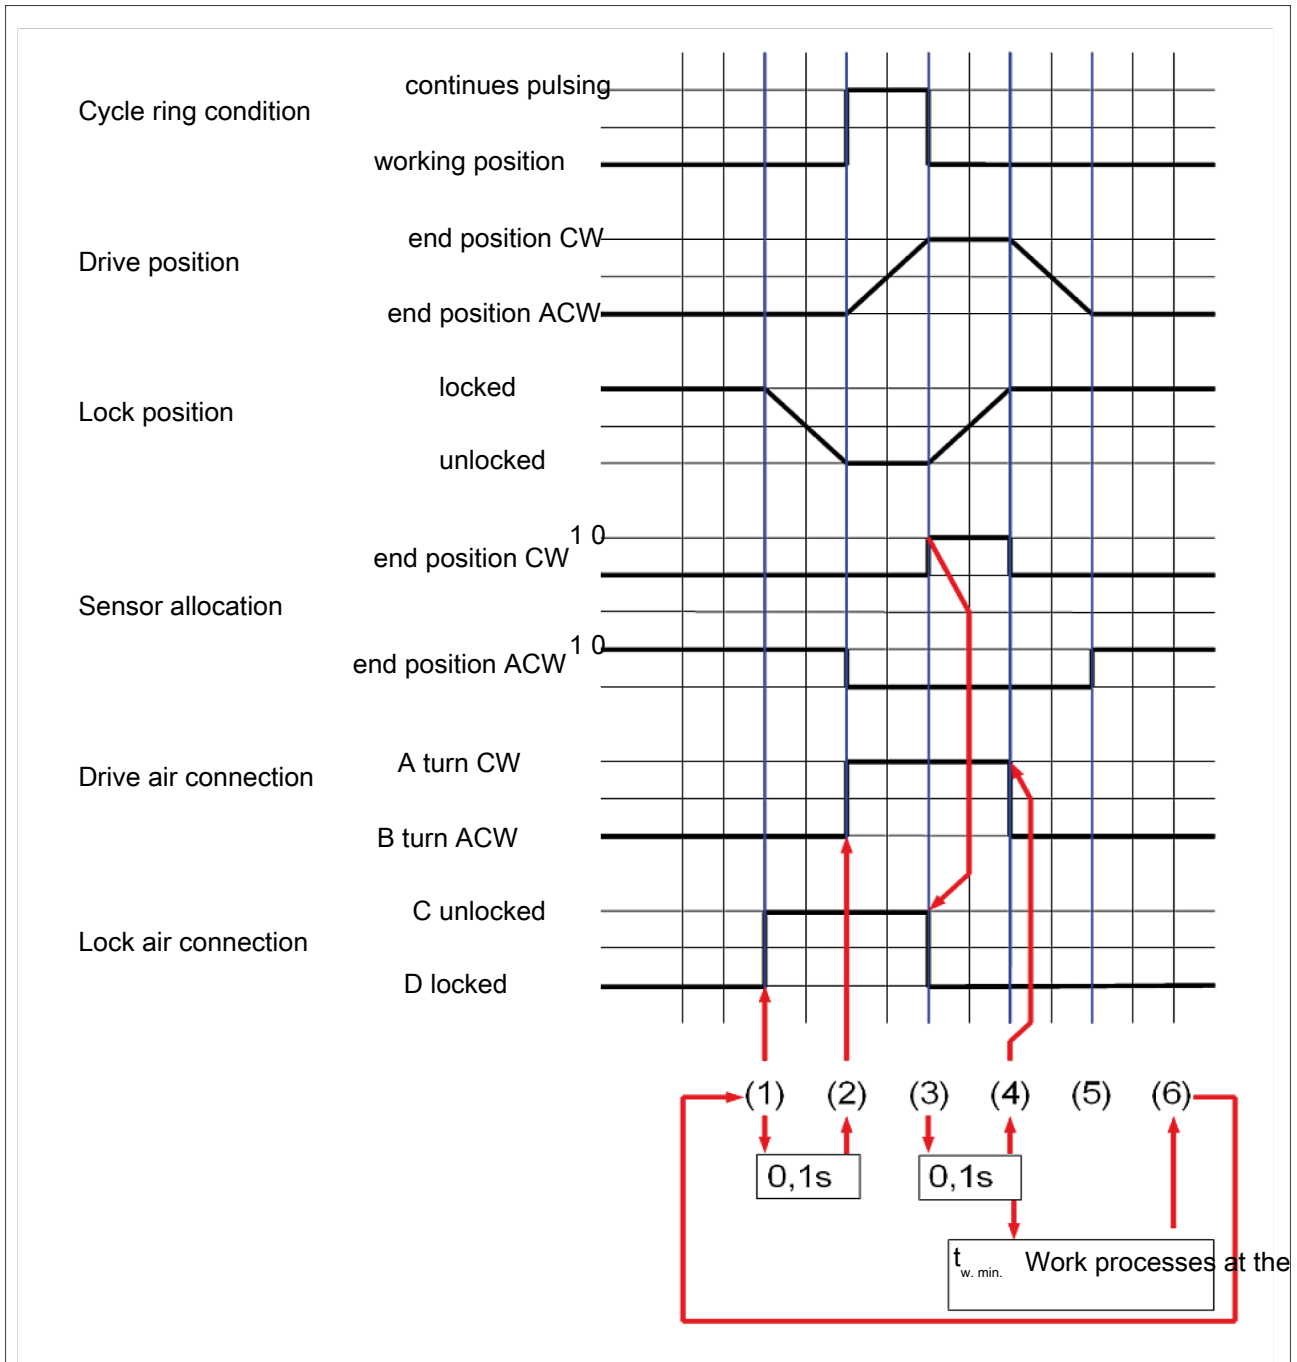 continues pulsing
Cycle ring condition
working position
end position CW
Drive position
end position ACW
locked
Lock position
unlocked
1 0
end position CW
Sensor allocation
1 0
end position ACW
A turn CW
Drive air connection
B turn ACW
C unlocked
Lock air connection
D locked
(1) (2) (3) (4) (5) (6)
0,1s 0,1s
t w. min. Work processes at the